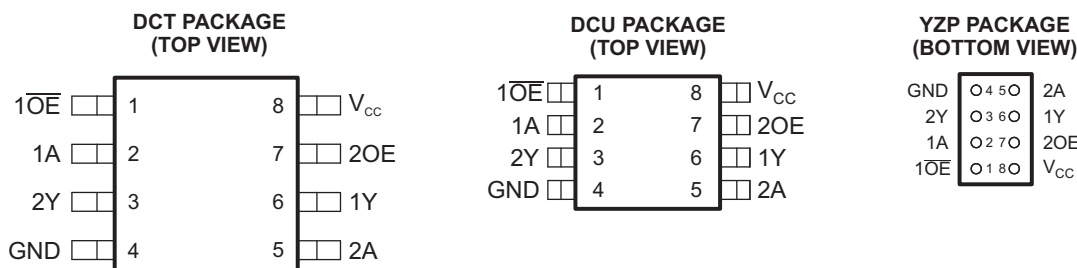 DCT PACKAGE
(TOP VIEW)
1O̅E̅ 1 8 VCC
1A 2 7 2OE
2Y 3 6 1Y
GND 4 5 2A
DCU PACKAGE
(TOP VIEW)
1O̅E̅ 1 8 VCC
1A 2 7 2OE
2Y 3 6 1Y
GND 4 5 2A
YZP PACKAGE
(BOTTOM VIEW)
GND 4 5 2A
2Y 3 6 1Y
1A 2 7 2OE
1O̅E̅ 1 8 VCC